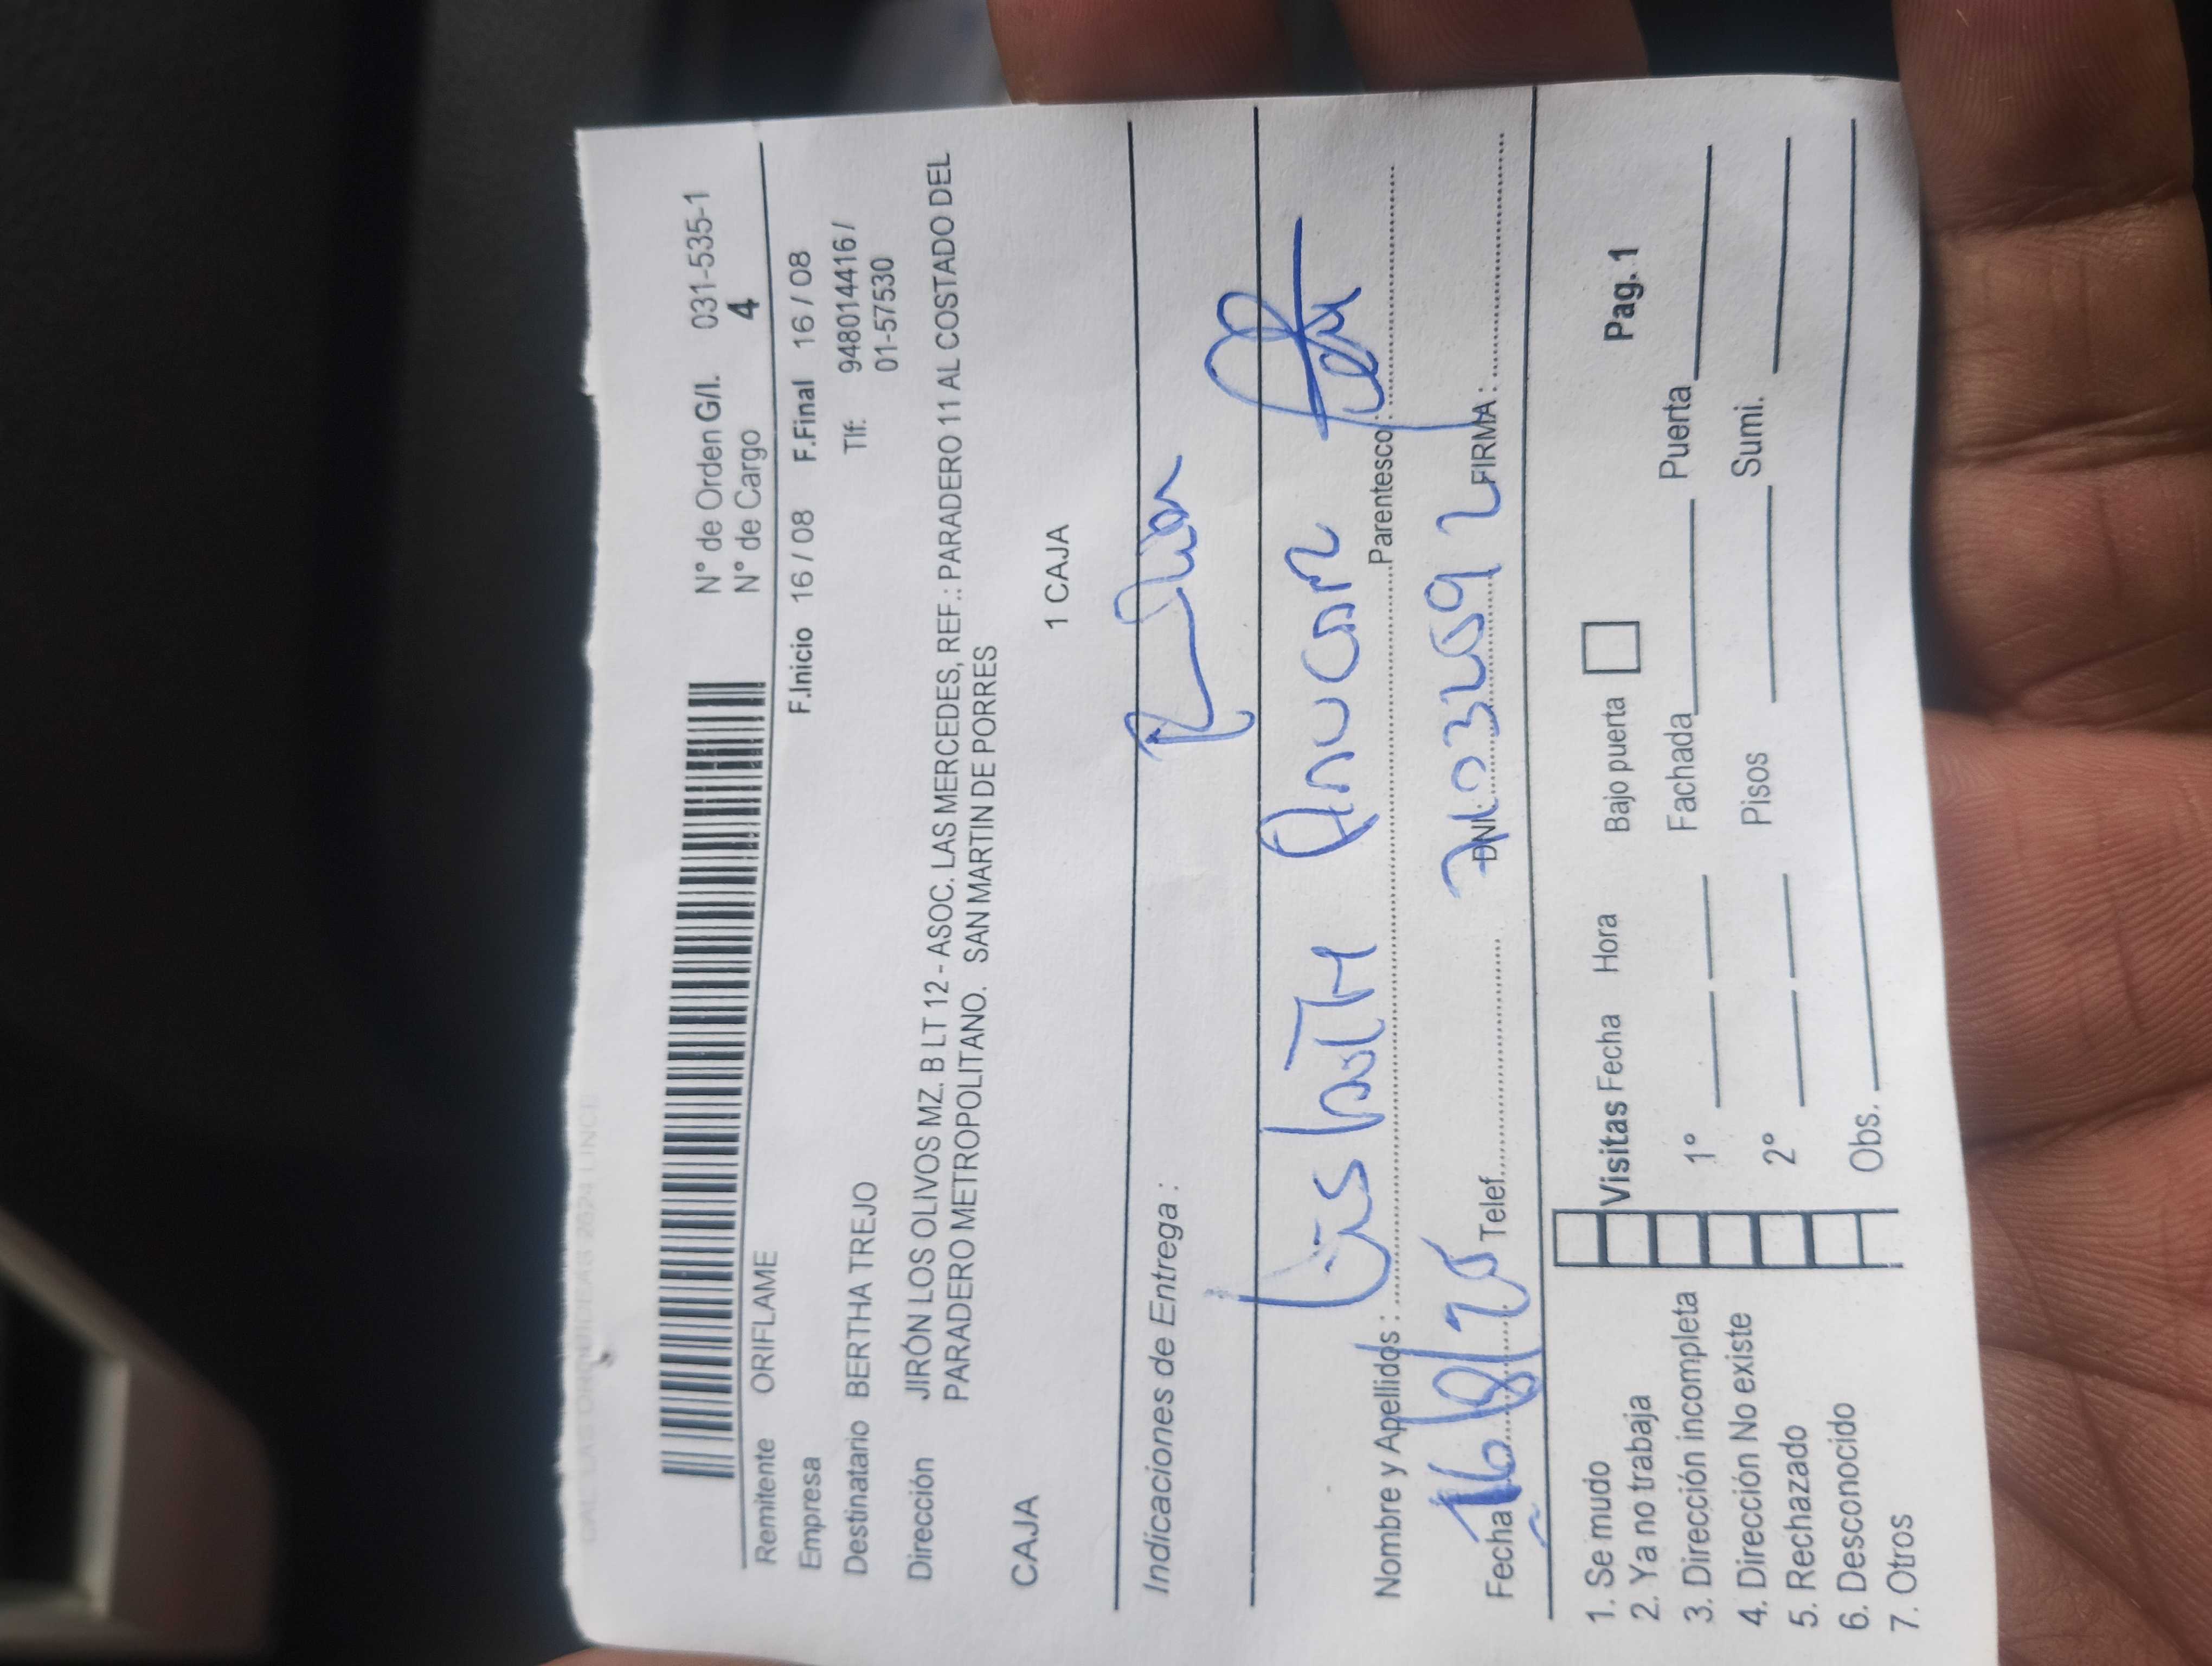 N° de Orden G/I. 031-535-1
N° de Cargo 4
Remitente ORIFLAME
Empresa F.Inicio 16 / 08 F.Final 16 / 08
Destinatario BERTHA TREJO Tlf: 948014416 /
01-57530
Dirección JIRÓN LOS OLIVOS MZ. B LT 12 - ASOC. LAS MERCEDES, REF.: PARADERO 11 AL COSTADO DEL
PARADERO METROPOLITANO. SAN MARTIN DE PORRES
CAJA 1 CAJA
Indicaciones de Entrega :
Nombre y Apellidos : Parentesco :
Fecha 16/8/25 Telef. DNI: FIRMA :
1. Se mudo
2. Ya no trabaja
3. Dirección incompleta
4. Dirección No existe
5. Rechazado
6. Desconocido
7. Otros
Visitas Fecha Hora Bajo puerta Pag. 1
1° Fachada Puerta
2° Pisos Sumi.
Obs.